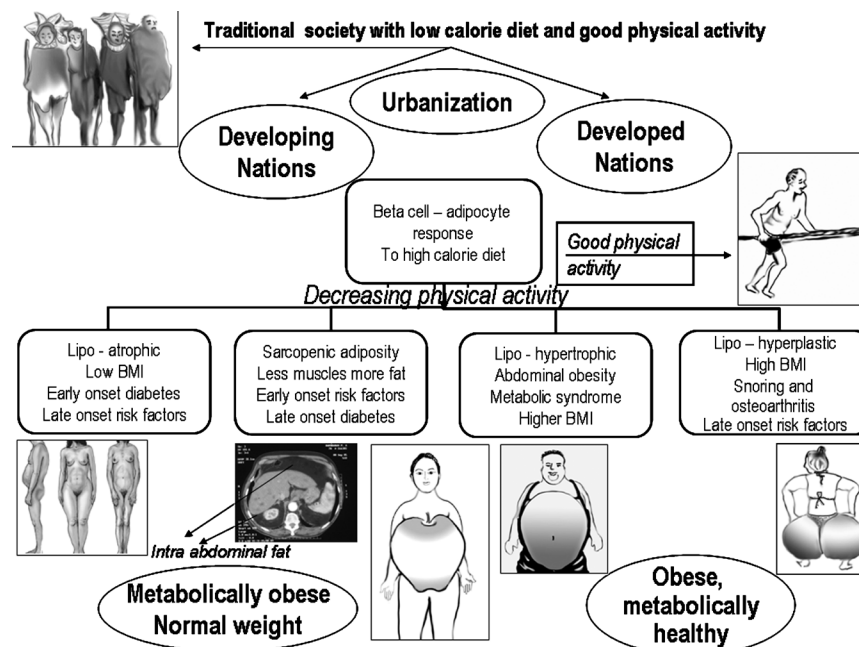 Traditional society with low calorie diet and good physical activity
Urbanization
Developing
Nations
Developed
Nations
Beta cell – adipocyte
response
To high calorie diet
Good physical
activity
Decreasing physical activity
Lipo - atrophic
Low BMI
Early onset diabetes
Late onset risk factors
Sarcopenic adiposity
Less muscles more fat
Early onset risk factors
Late onset diabetes
Lipo - hypertrophic
Abdominal obesity
Metabolic syndrome
Higher BMI
Lipo – hyperplastic
High BMI
Snoring and
osteoarthritis
Late onset risk factors
Intra abdominal fat
Metabolically obese
Normal weight
Obese,
metabolically
healthy